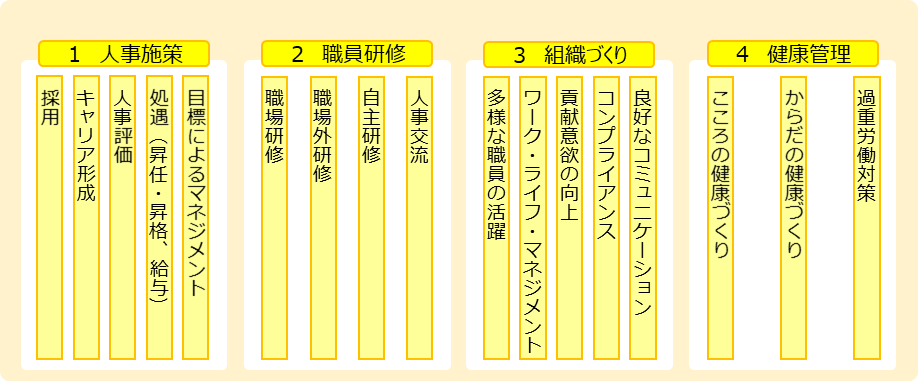 1 人事施策
採用
キャリア形成
人事評価
処遇（昇任・昇格、給与）
目標によるマネジメント
2 職員研修
職場研修
職場外研修
自主研修
人事交流
3 組織づくり
多様な職員の活躍
ワーク・ライフ・マネジメント
貢献意欲の向上
コンプライアンス
良好なコミュニケーション
4 健康管理
こころの健康づくり
からだの健康づくり
過重労働対策